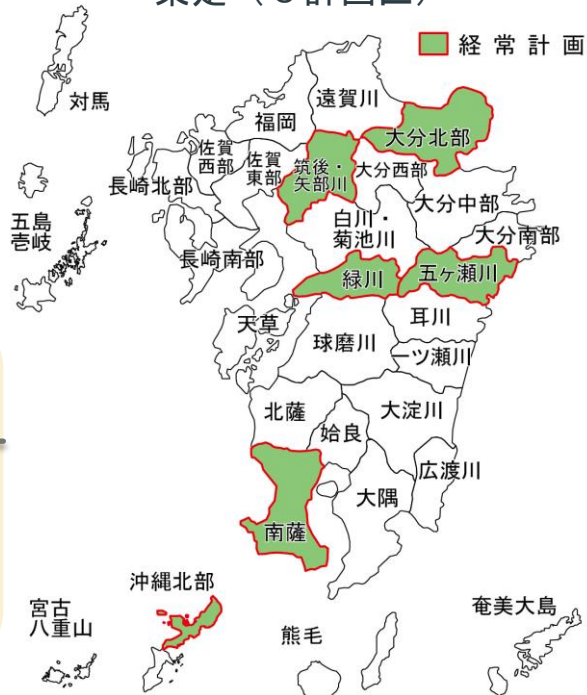 経常計画
対馬
遠賀川
福岡
大分北部
佐賀
西部
佐賀
東部
筑後・
矢部川
大分西部
長崎北部
大分中部
五島
壱岐
白川・
菊池川
大分南部
長崎南部
緑川
五ヶ瀬川
天草
耳川
球磨川
一ツ瀬川
北薩
大淀川
姶良
広渡川
大隅
南薩
沖縄北部
宮古
八重山
熊毛
奄美大島